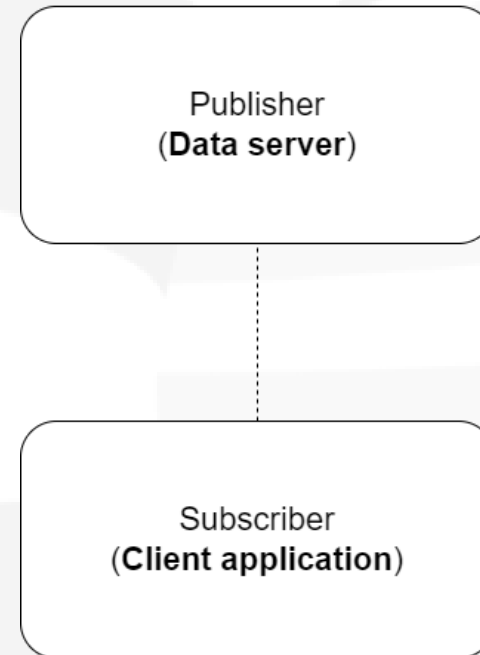 Publisher
(Data server)
Subscriber
(Client application)